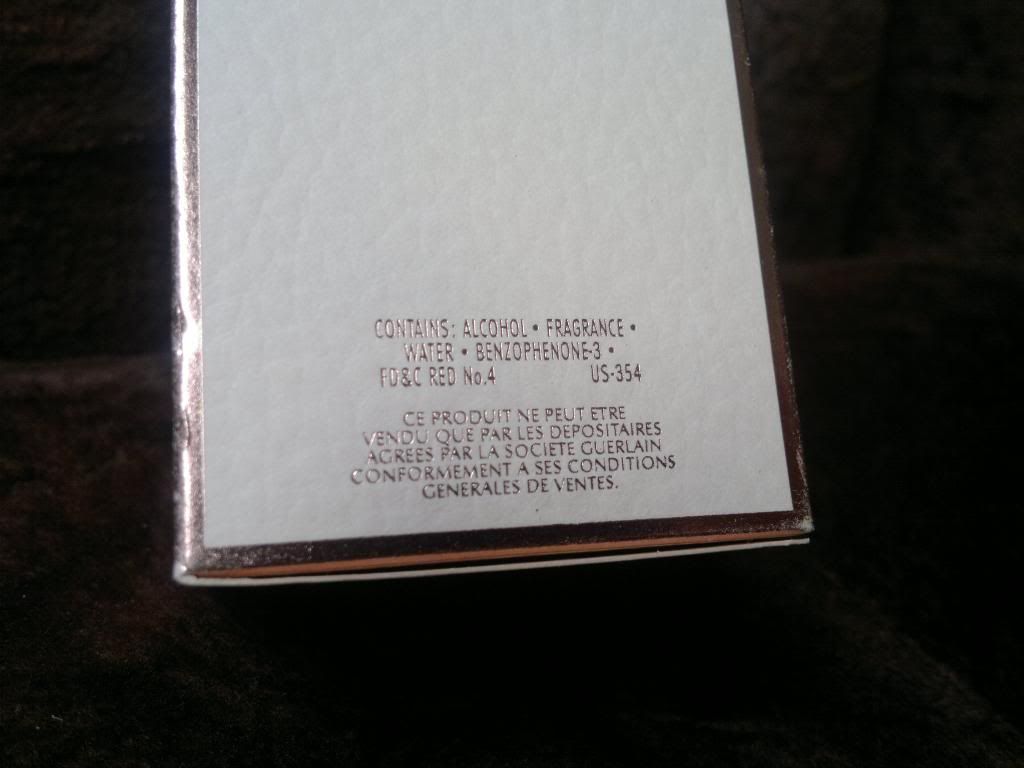 CONTAINS: ALCOHOL • FRAGRANCE •
WATER • BENZOPHENONE-3 •
FD&C RED No.4 US-354
CE PRODUIT NE PEUT ETRE
VENDU QUE PAR LES DEPOSITAIRES
AGREES PAR LA SOCIETE GUERLAIN
CONFORMEMENT A SES CONDITIONS
GENERALES DE VENTES.